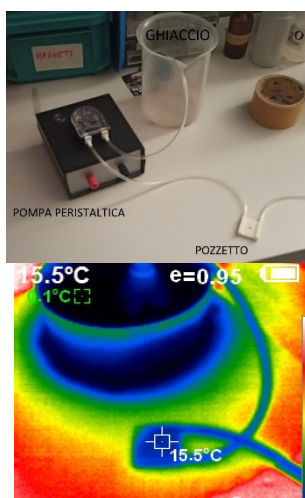 MAGNETI
GHIACCIO
POMPA PERISTALTICA
POZZETTO
15.5°C e=0.95
15.5°C